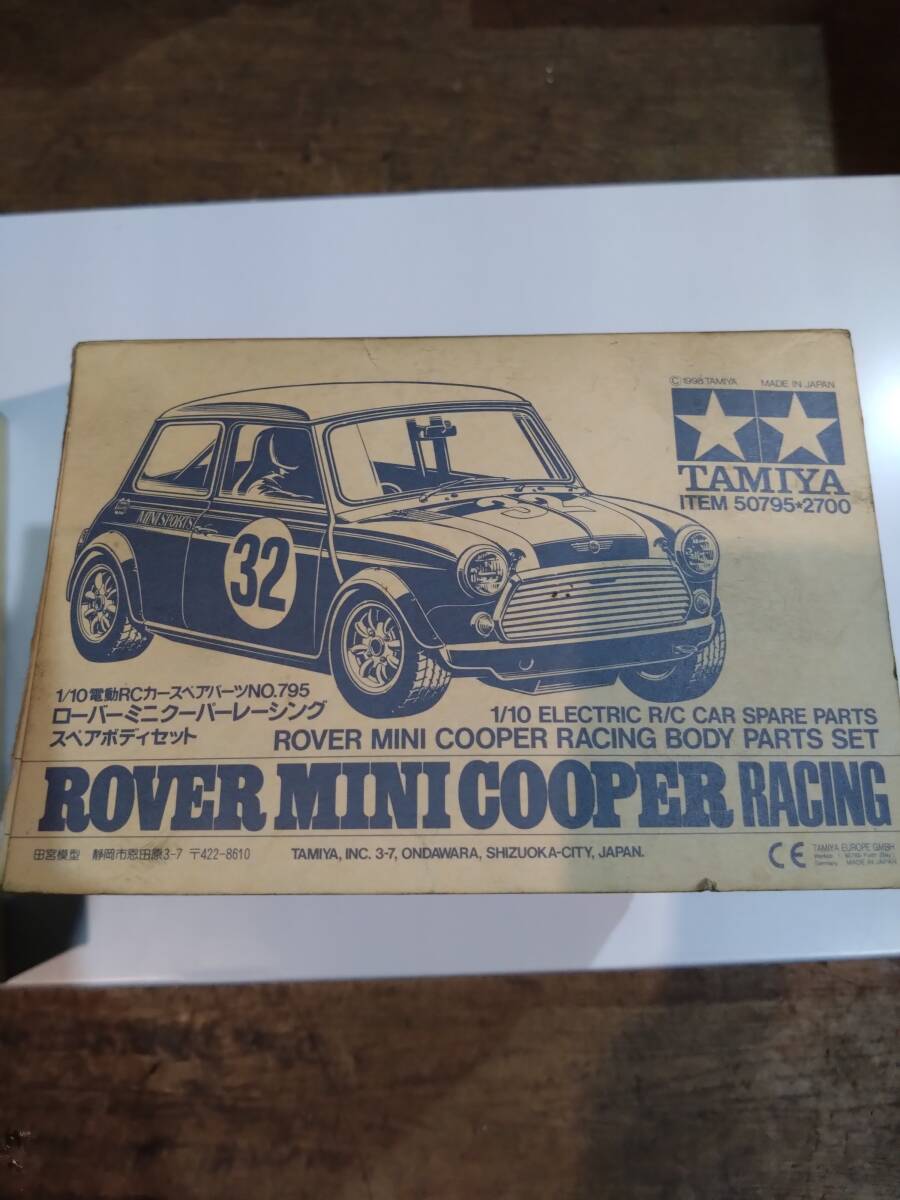 ©1998 TAMIYA MADE IN JAPAN
TAMIYA
ITEM 50795★2700
MINI SPORTS
32
32
1/10電動RCカースペアパーツNO.795
ローバーミニクーパーレーシング
スペアボディセット
1/10 ELECTRIC R/C CAR SPARE PARTS
ROVER MINI COOPER RACING BODY PARTS SET
ROVER MINI COOPER RACING
田宮模型 静岡市恩田原3-7 〒422-8610
TAMIYA, INC. 3-7, ONDAWARA, SHIZUOKA-CITY, JAPAN.
CE
TAMIYA EUROPE GMBH
Germany MADE IN JAPAN